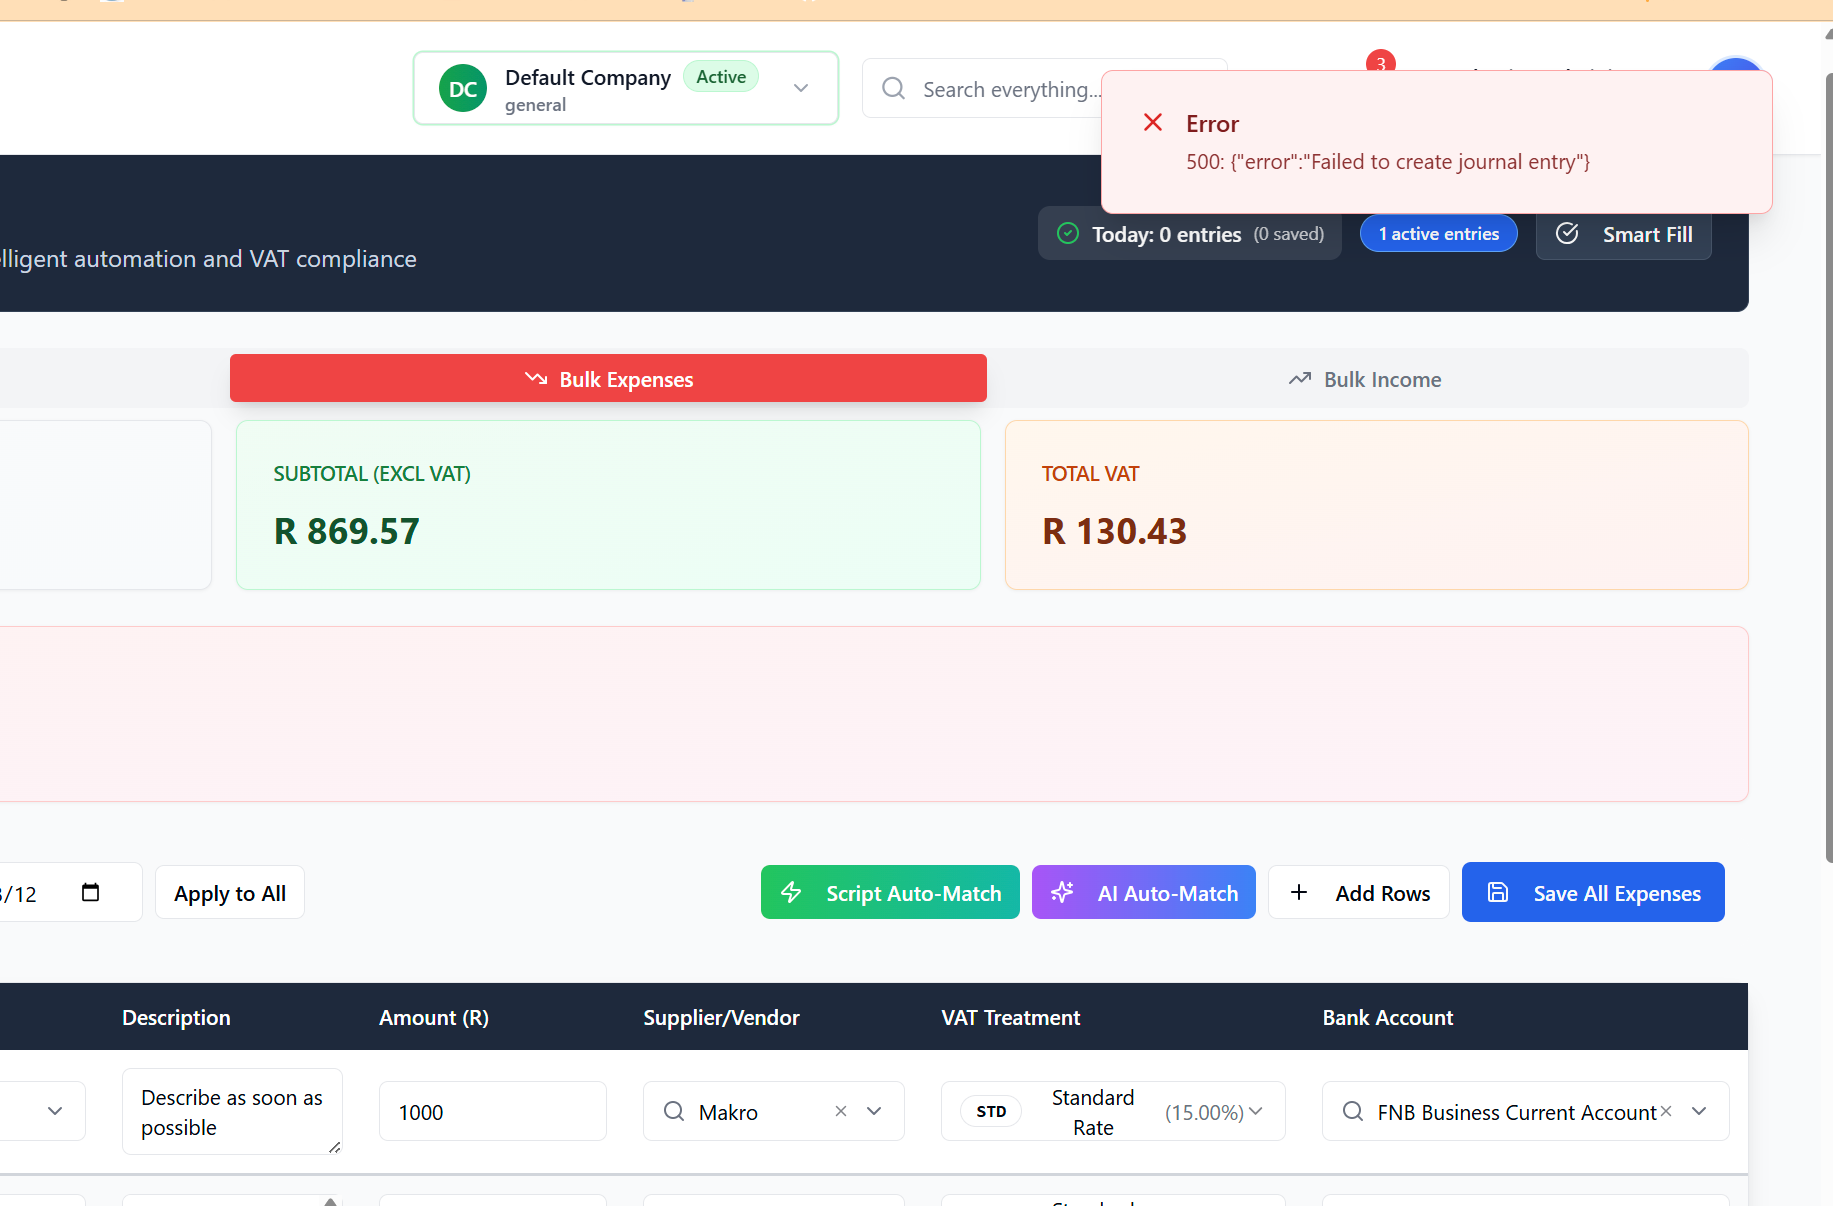 DC
Default Company
Active
general
Search everything...
3
Error
500: {"error":"Failed to create journal entry"}
Today: 0 entries (0 saved)
1 active entries
Smart Fill
lligent automation and VAT compliance
Bulk Expenses
Bulk Income
SUBTOTAL (EXCL VAT)
R 869.57
TOTAL VAT
R 130.43
/12
Apply to All
Script Auto-Match
AI Auto-Match
Add Rows
Save All Expenses
Description
Amount (R)
Supplier/Vendor
VAT Treatment
Bank Account
Describe as soon as
possible
1000
Makro
STD
Standard
Rate
(15.00%)
FNB Business Current Account